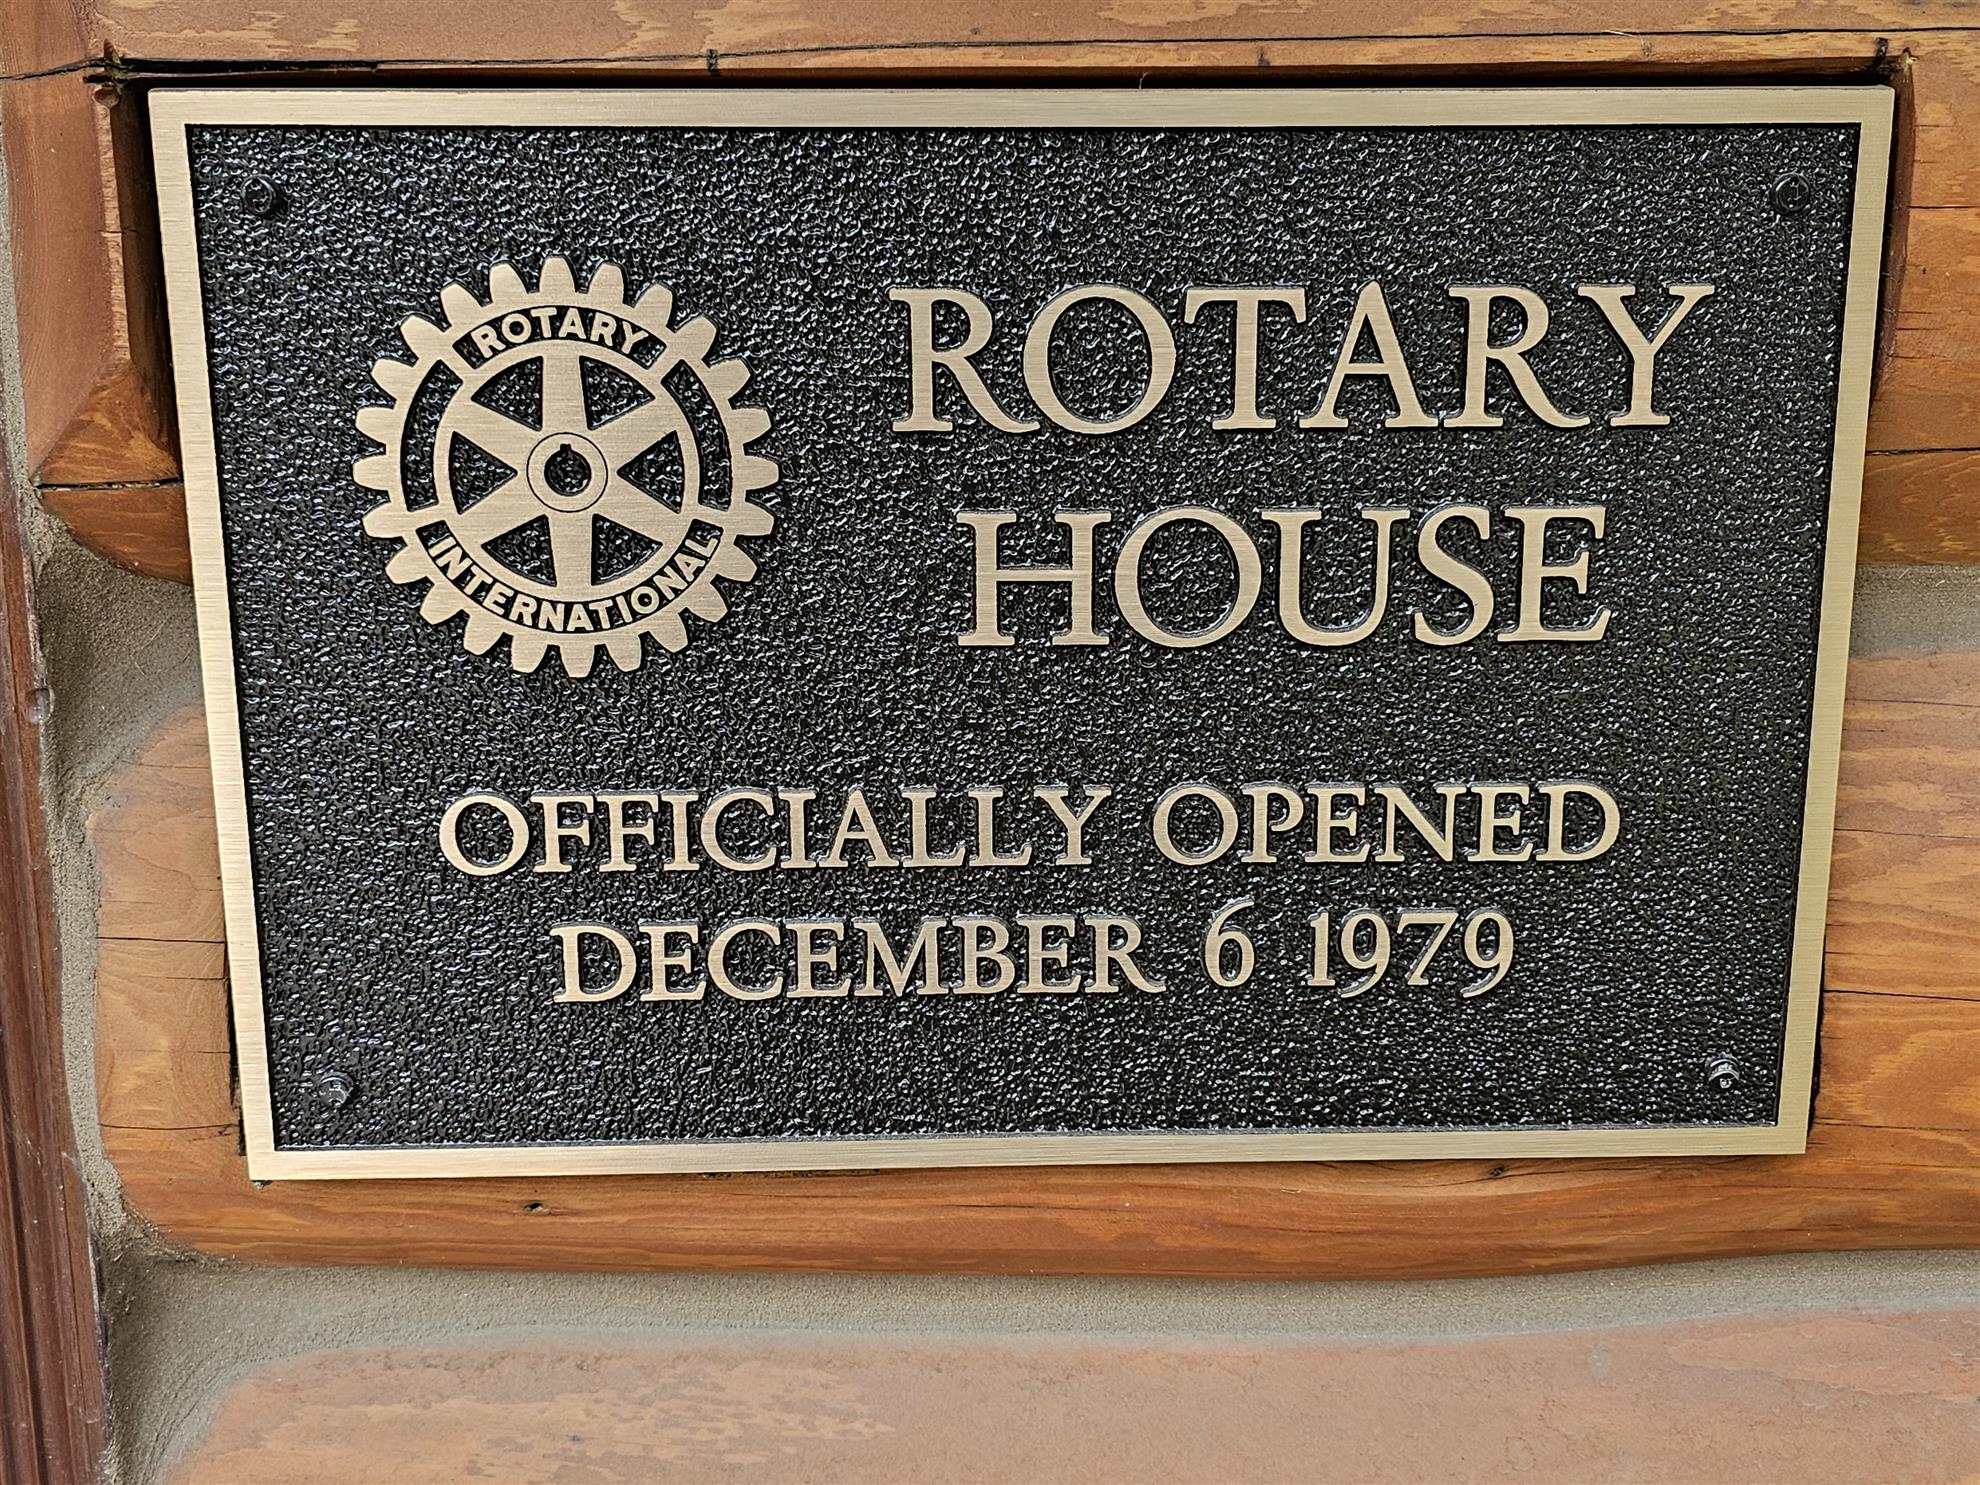 ROTARY
INTERNATIONAL
ROTARY
HOUSE
OFFICIALLY OPENED
DECEMBER 6 1979